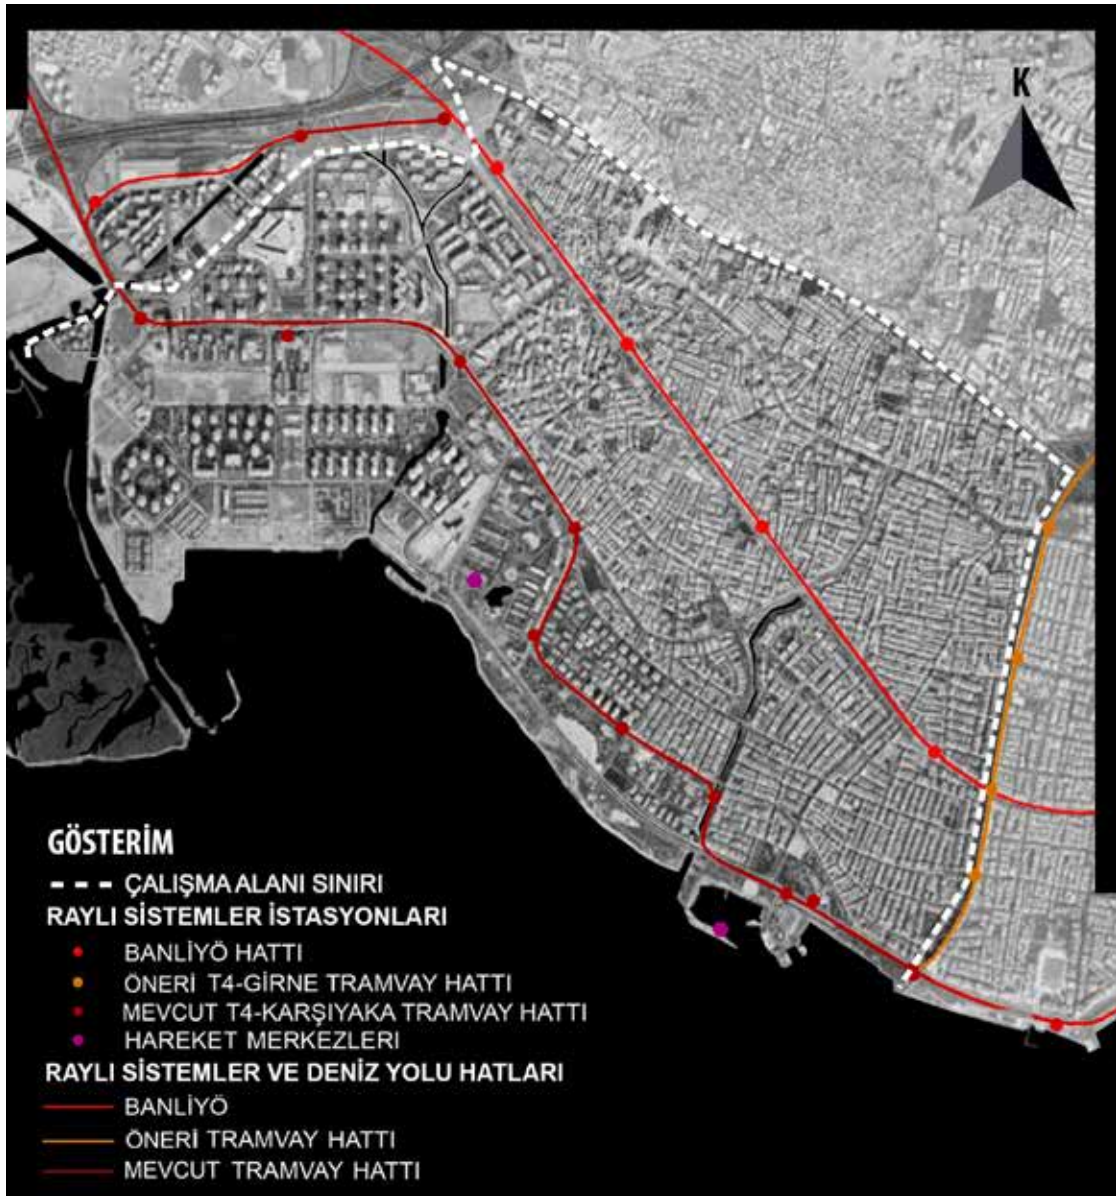 K
GÖSTERİM
ÇALIŞMA ALANI SINIRI
RAYLI SİSTEMLER İSTASYONLARI
BANLİYÖ HATTI
ÖNERİ T4-GİRNE TRAMVAY HATTI
MEVCUT T4-KARŞIYAKA TRAMVAY HATTI
HAREKET MERKEZLERİ
RAYLI SİSTEMLER VE DENİZ YOLU HATLARI
BANLİYÖ
ÖNERİ TRAMVAY HATTI
MEVCUT TRAMVAY HATTI